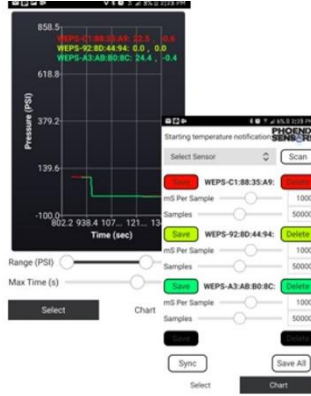 858.5
WEPS-C1:88:35:A9: 22.5 , -0.6
WEPS-92:8D:44:94: 0.0 , 0.0
WEPS-A3:AB:B0:8C: 24.4 , -0.4
618.8
Pressure (PSI)
379.2
139.6
-100.0
802.2 938.4 107... 121... 13
Time (sec)
Range (PSI)
Max Time (s)
Select Chart
Starting temperature notification
Select Sensor Scan
Save WEPS-C1:88:35:A9: Delete
mS Per Sample 1000
Samples 50000
Save WEPS-92:8D:44:94: Delete
mS Per Sample 1000
Samples 50000
Save WEPS-A3:AB:B0:8C: Delete
mS Per Sample 1000
Samples 50000
Save Delete
Sync Save All
Select Chart